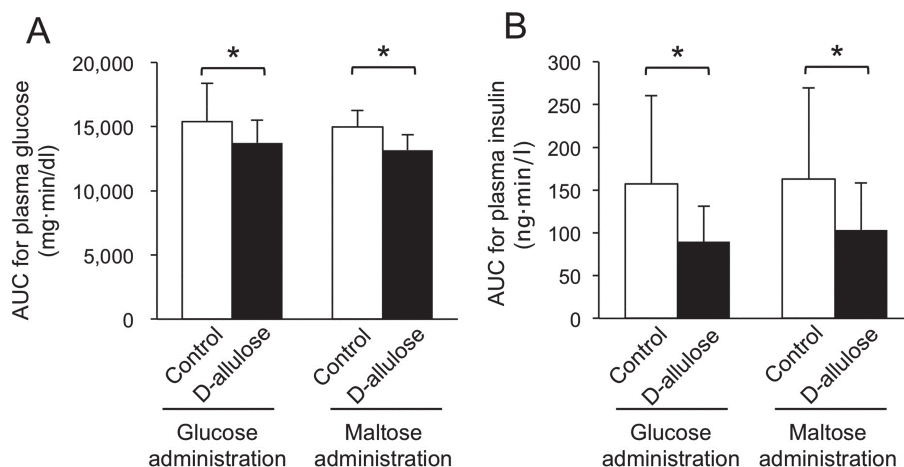 A
AUC for plasma glucose
(mg·min/dl)
20,000
15,000
10,000
5,000
0
*
*
Control
D-allulose
Control
D-allulose
Glucose
administration
Maltose
administration
B
AUC for plasma insulin
(ng·min/l)
300
250
200
150
100
50
0
*
*
Control
D-allulose
Control
D-allulose
Glucose
administration
Maltose
administration